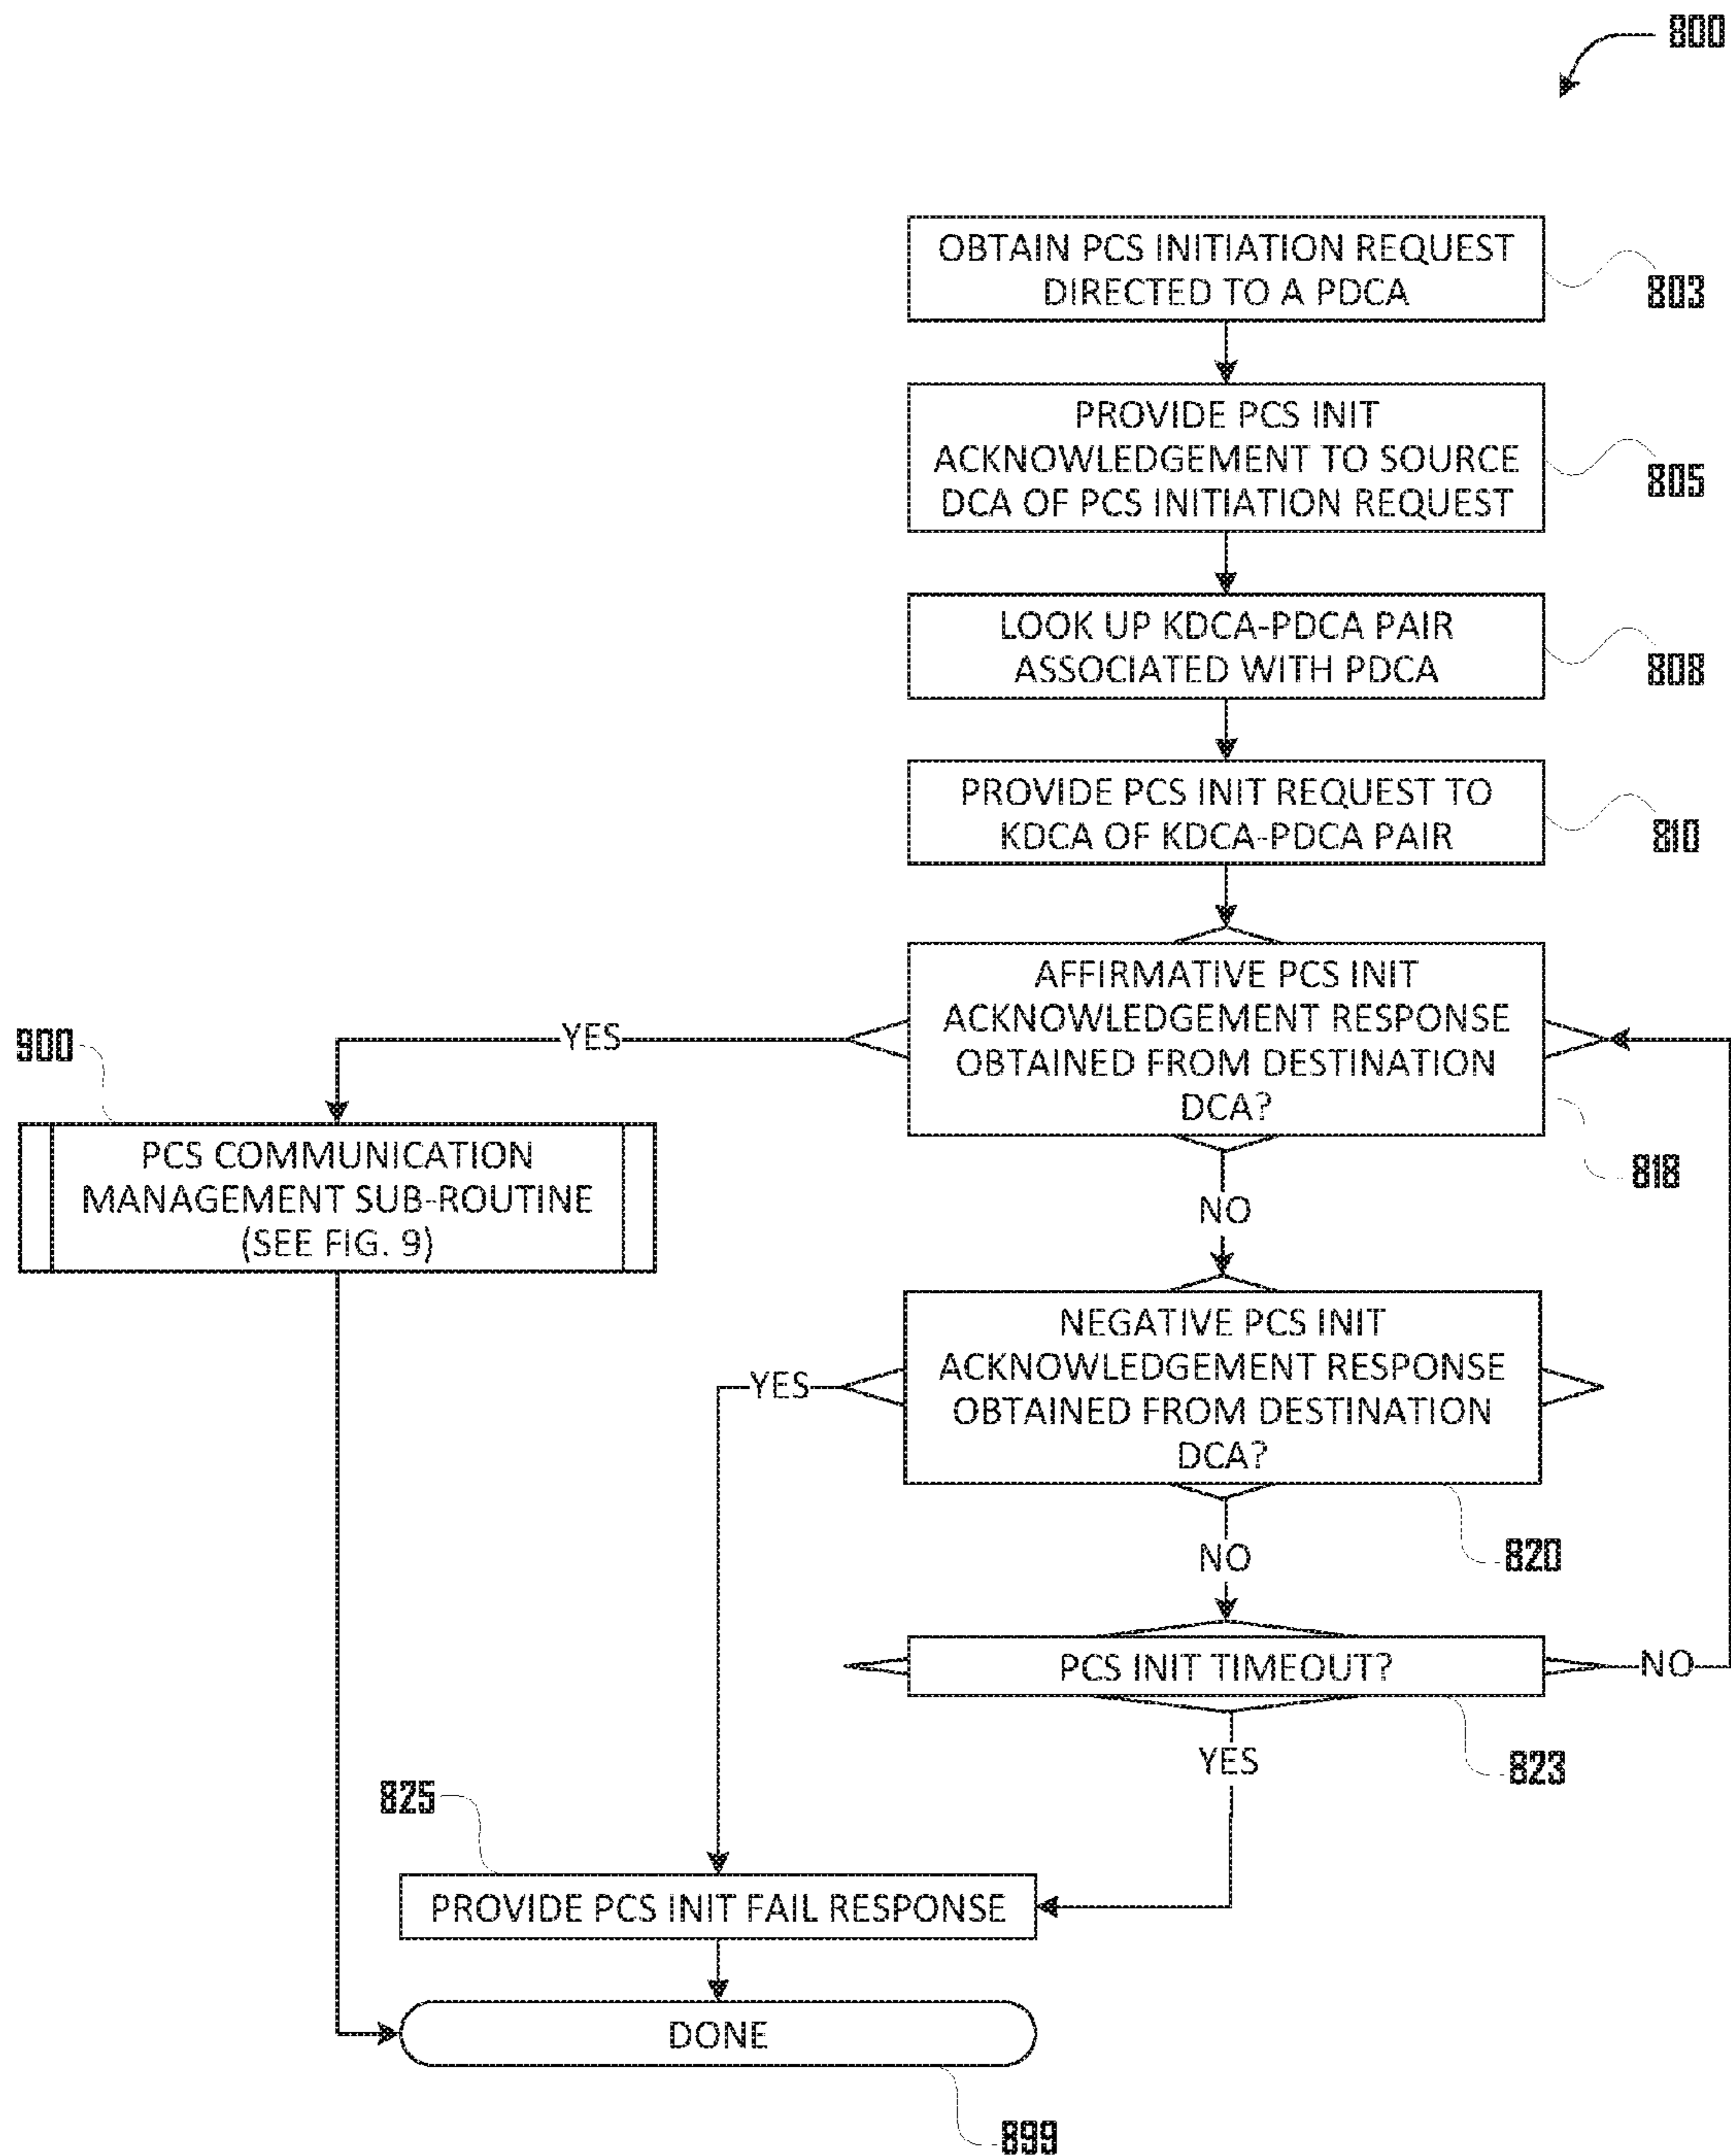 800
OBTAIN PCS INITIATION REQUEST
DIRECTED TO A PDCA
803
PROVIDE PCS INIT
ACKNOWLEDGEMENT TO SOURCE
DCA OF PCS INITIATION REQUEST
805
LOOK UP KDCA-PDCA PAIR
ASSOCIATED WITH PDCA
808
PROVIDE PCS INIT REQUEST TO
KDCA OF KDCA-PDCA PAIR
810
AFFIRMATIVE PCS INIT
ACKNOWLEDGEMENT RESPONSE
OBTAINED FROM DESTINATION
DCA?
818
YES
900
PCS COMMUNICATION
MANAGEMENT SUB-ROUTINE
(SEE FIG. 9)
NO
NEGATIVE PCS INIT
ACKNOWLEDGEMENT RESPONSE
OBTAINED FROM DESTINATION
DCA?
YES
820
NO
PCS INIT TIMEOUT?
NO
823
YES
825
PROVIDE PCS INIT FAIL RESPONSE
DONE
899